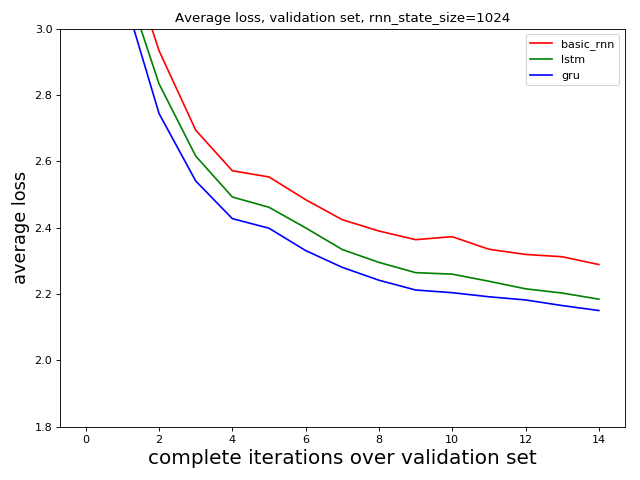 Average loss, validation set, rnn_state_size=1024
3.0
2.8
2.6
2.4
2.2
2.0
1.8
average loss
basic_rnn
lstm
gru
0 2 4 6 8 10 12 14
complete iterations over validation set